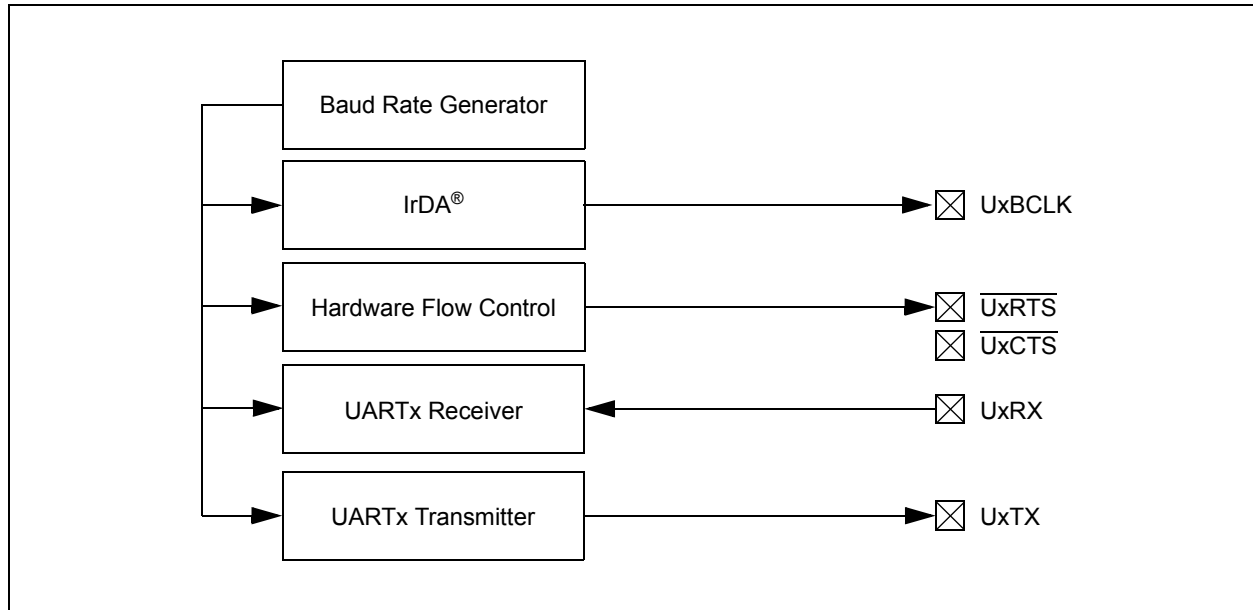 Baud Rate Generator
IrDA®
UxBCLK
Hardware Flow Control
UxRTS
UxCTS
UARTx Receiver
UxRX
UARTx Transmitter
UxTX